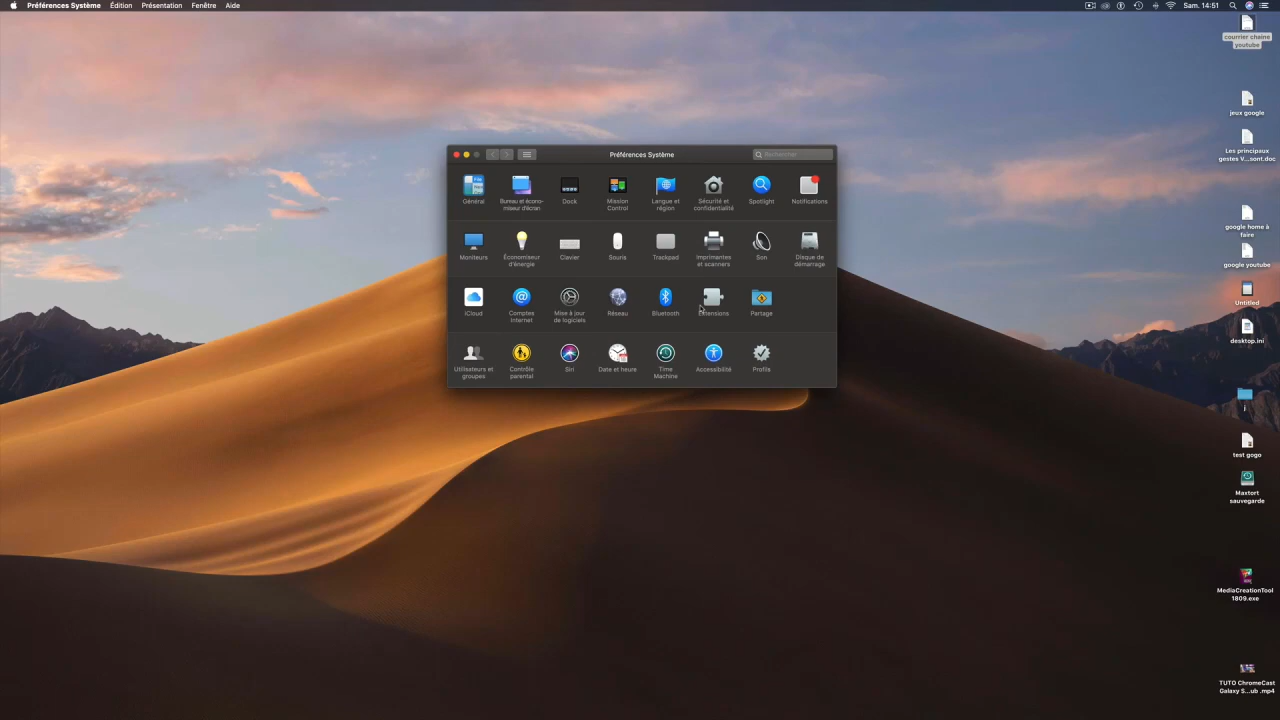 Préférences Système Édition Présentation Fenêtre Aide
Sam. 14:51
Préférences Système
Rechercher
Général
Bureau et écono-
miseur d'écran
Dock
Mission
Control
Langue et
région
Sécurité et
confidentialité
Spotlight
Notifications
Moniteurs
Économiseur
d'énergie
Clavier
Souris
Trackpad
Imprimantes
et scanners
Son
Disque de
démarrage
iCloud
Comptes
Internet
Mise à jour
de logiciels
Réseau
Bluetooth
Extensions
Partage
Utilisateurs et
groupes
Contrôle
parental
Siri
Date et heure
Time
Machine
Accessibilité
Profils
courrier chaine
youtube
jeux google
Les principaux
gestes V...sont.doc
google home à
faire
google youtube
Untitled
desktop.ini
test gogo
Maxtort
sauvegarde
MediaCreationTool
1809.exe
TUTO ChromeCast
Galaxy S...ub .mp4